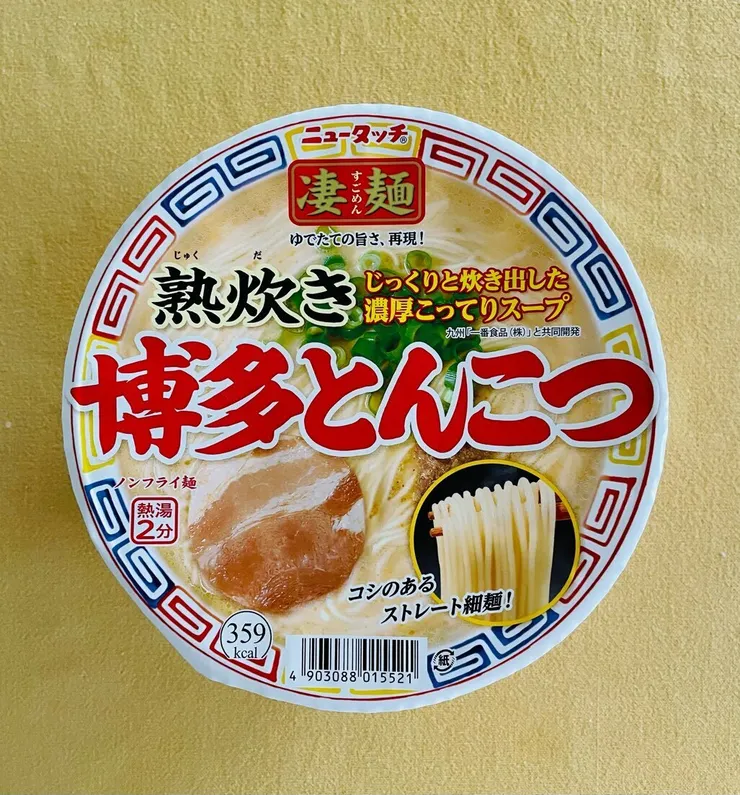 ニュータッチ®
凄麺
すごめん
ゆでたての旨さ、再現!
じゅく だ
熟炊き
じっくりと炊き出した
濃厚こってりスープ
九州「一番食品(株)」と共同開発
博多とんこつ
ノンフライ麺
熱湯
2分
コシのある
ストレート細麺!
359
kcal
4 903088 015521
紙